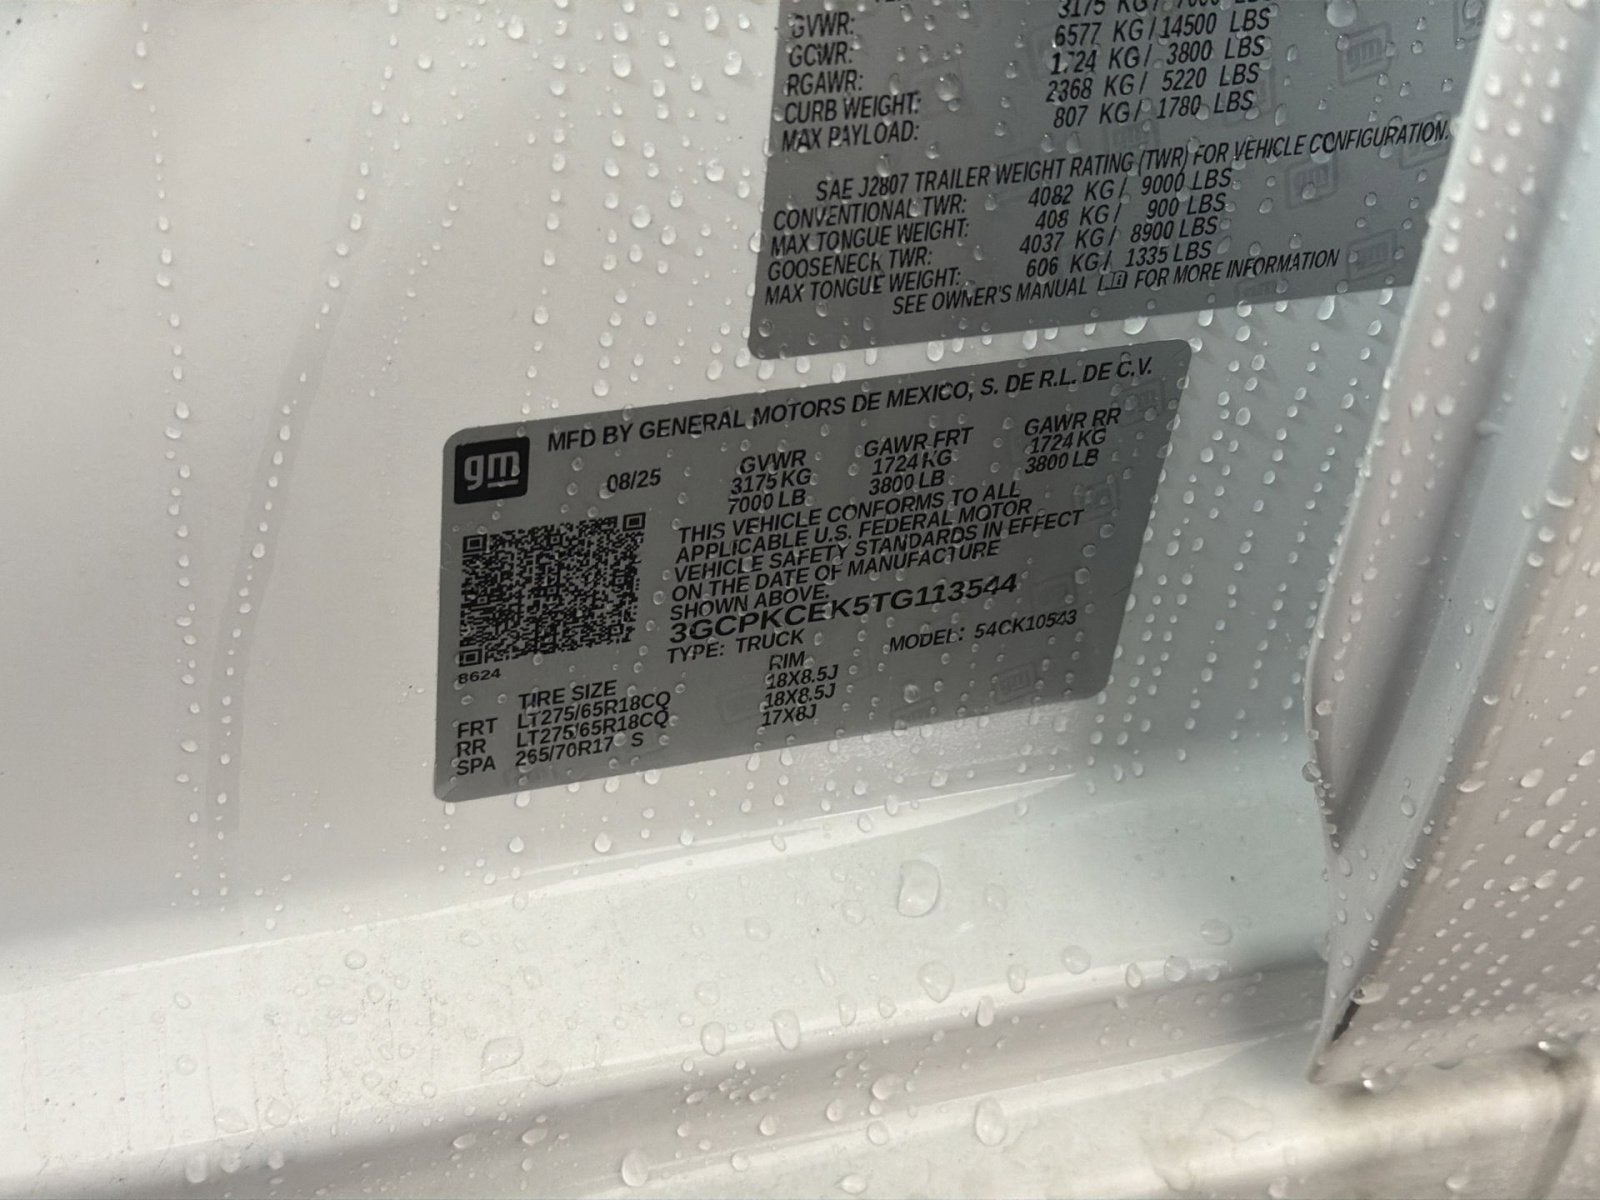 3175 KG/ 7000 LBS
GVWR: 6577 KG/14500 LBS
GCWR: 1724 KG/ 3800 LBS
RGAWR: 2368 KG/ 5220 LBS
CURB WEIGHT: 807 KG/ 1780 LBS
MAX PAYLOAD:
SAE J2807 TRAILER WEIGHT RATING (TWR) FOR VEHICLE CONFIGURATION.
CONVENTIONAL TWR: 4082 KG/ 9000 LBS
MAX TONGUE WEIGHT: 408 KG/ 900 LBS
GOOSENECK TWR: 4037 KG/ 8900 LBS
MAX TONGUE WEIGHT: 606 KG/ 1335 LBS
SEE OWNER'S MANUAL FOR MORE INFORMATION
gm
MFD BY GENERAL MOTORS DE MEXICO, S. DE R.L. DE C.V.
08/25 GVWR GAWR FRT GAWR RR
3175 KG 1724 KG 1724 KG
7000 LB 3800 LB 3800 LB
THIS VEHICLE CONFORMS TO ALL
APPLICABLE U.S. FEDERAL MOTOR
VEHICLE SAFETY STANDARDS IN EFFECT
ON THE DATE OF MANUFACTURE
SHOWN ABOVE.
3GCPKCEK5TG113544
TYPE: TRUCK MODEL: 54CK10543
8624
TIRE SIZE RIM
FRT LT275/65R18CQ 18X8.5J
RR LT275/65R18CQ 18X8.5J
SPA 265/70R17 S 17X8J